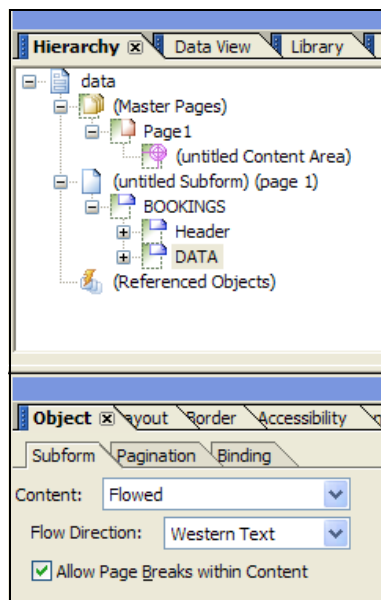 Hierarchy Data View Library
data
(Master Pages)
Page1
(untitled Content Area)
(untitled Subform) (page 1)
BOOKINGS
Header
DATA
(Referenced Objects)
Object ayout Border Accessibility
Subform Pagination Binding
Content: Flowed
Flow Direction: Western Text
Allow Page Breaks within Content